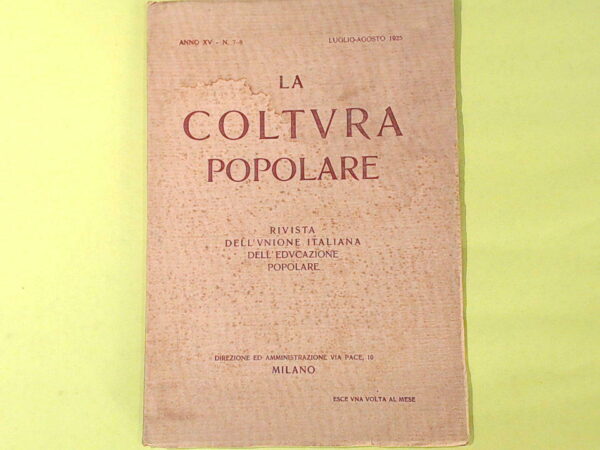 ANNO XV - N. 7-8
LUGLIO-AGOSTO 1925
LA
COLTVRA
POPOLARE
RIVISTA
DELL'VNIONE ITALIANA
DELL'EDVCAZIONE
POPOLARE
DIREZIONE ED AMMINISTRAZIONE VIA PACE, 10
MILANO
ESCE VNA VOLTA AL MESE